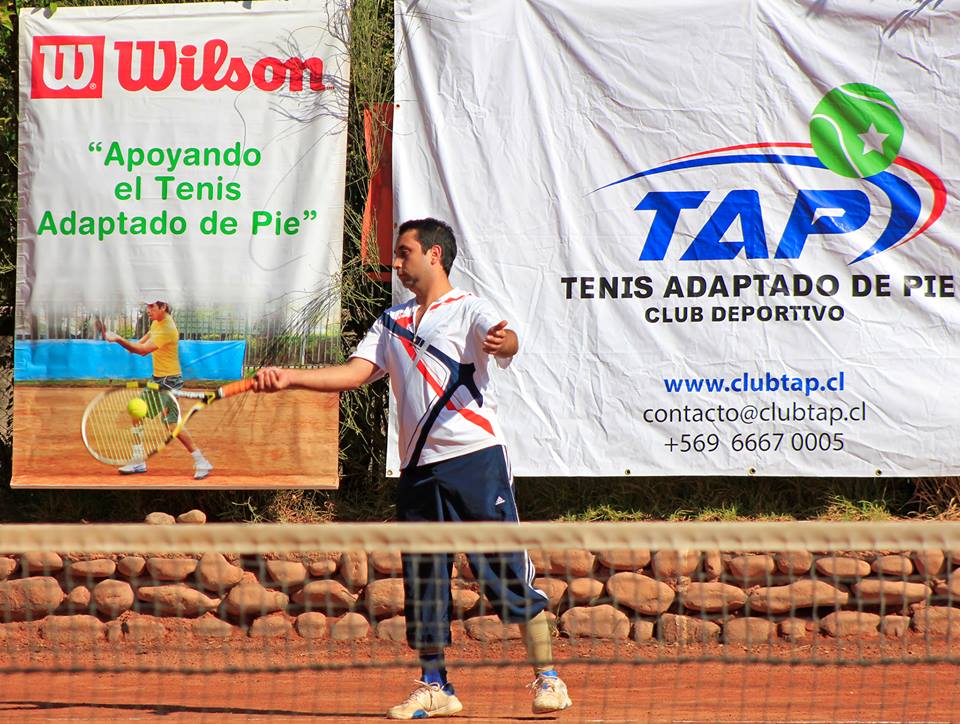 W Wilson
“Apoyando
el Tenis
Adaptado de Pie”
TAP
TENIS ADAPTADO DE PIE
CLUB DEPORTIVO
www.clubtap.cl
contacto@clubtap.cl
+569 6667 0005
adidas